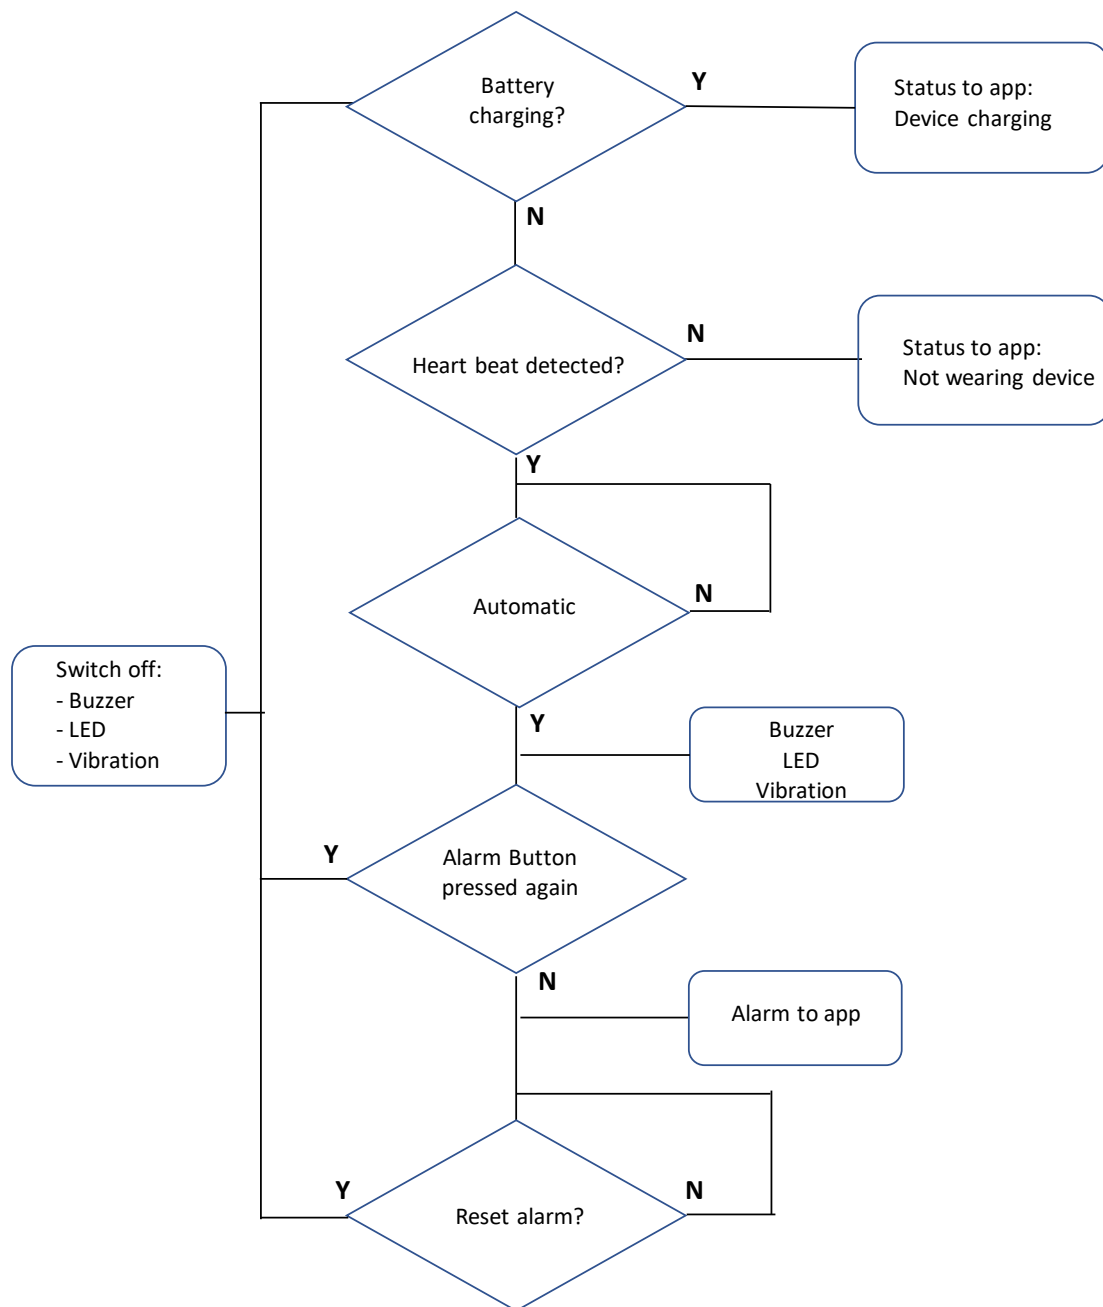 Battery
charging?
Y
Status to app:
Device charging
N
Heart beat detected?
N
Status to app:
Not wearing device
Y
Automatic
N
Switch off:
- Buzzer
- LED
- Vibration
Y
Buzzer
LED
Vibration
Y
Alarm Button
pressed again
N
Alarm to app
Y
Reset alarm?
N